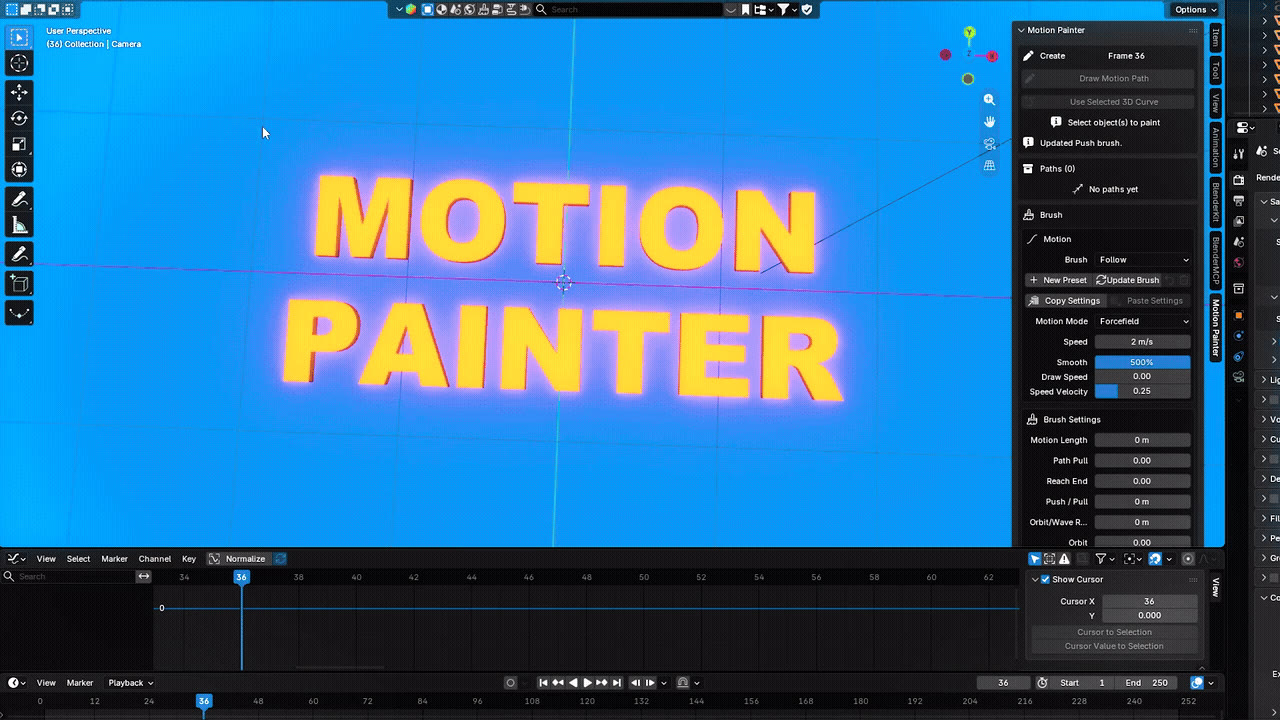 Search
Options
User Perspective
(36) Collection | Camera
Y
X
Z
MOTION
PAINTER
Motion Painter
Create Frame 36
Draw Motion Path
Use Selected 3D Curve
Select object(s) to paint
Updated Push brush.
Paths (0)
No paths yet
Brush
Motion
Brush Follow
New Preset Update Brush
Copy Settings Paste Settings
Motion Mode Forcefield
Speed 2 m/s
Smooth 500%
Draw Speed 0.00
Speed Velocity 0.25
Brush Settings
Motion Length 0 m
Path Pull 0.00
Reach End 0.00
Push / Pull 0 m
Orbit/Wave R... 0 m
Orbit 0.00
Item
Tool
View
Animation
BlenderKit
BlenderMCP
Motion Painter
View Select Marker Channel Key Normalize
Search
34 36 38 40 42 44 46 48 50 52 54 56 58 60 62
0
Show Cursor
Cursor X 36
Y 0.000
Cursor to Selection
Cursor Value to Selection
View
View Marker Playback
36 Start 1 End 250
0 12 24 36 48 60 72 84 96 108 120 132 144 156 168 180 192 204 216 228 240 252